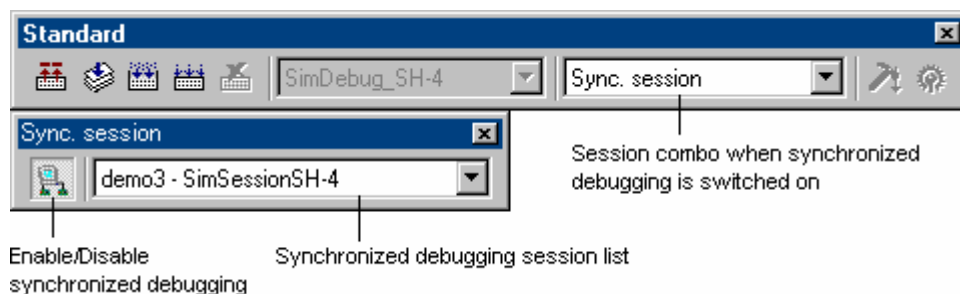 Standard
SimDebug_SH-4
Sync. session
Sync. session
demo3 - SimSessionSH-4
Session combo when synchronized
debugging is switched on
Enable/Disable
synchronized debugging
Synchronized debugging session list